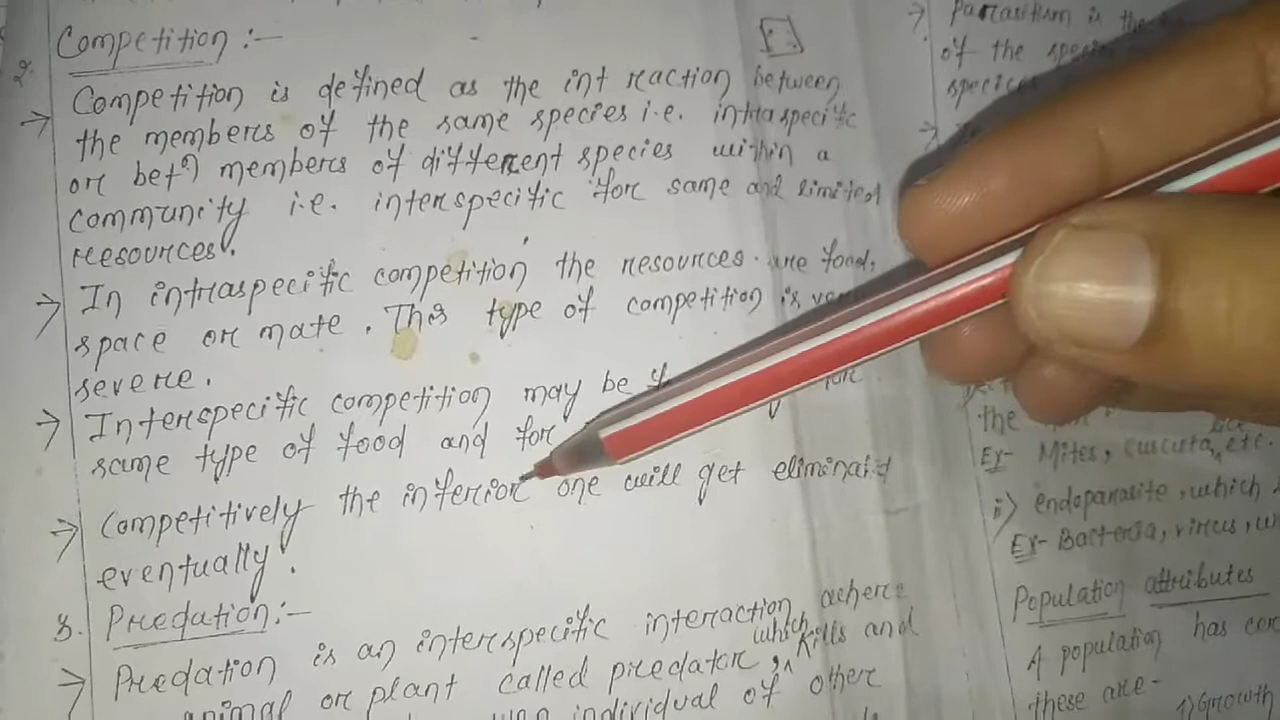 2. Competition :-
→ Competition is defined as the int reaction between
the members of the same species i.e. intraspecific
or betn members of different species within a
community i.e. interspecific for same and limited
resources.
→ In intraspecific competition the resources are food,
space or mate. This type of competition is
severe.
→ Interspecific competition may be
same type of food and for
→ Competitively the inferior one will get eliminated
eventually.
3. Predation :-
→ Predation is an interspecific interaction where
animal or plant called predator, which kills and
individual of other
→ Parasitism is the
of the
species
the
Ex- Mites, cuscuta, etc.
ii) endoparasite, which
Ex- Bacteria, virus,
Population attributes
A population has
these are-
1) Growth